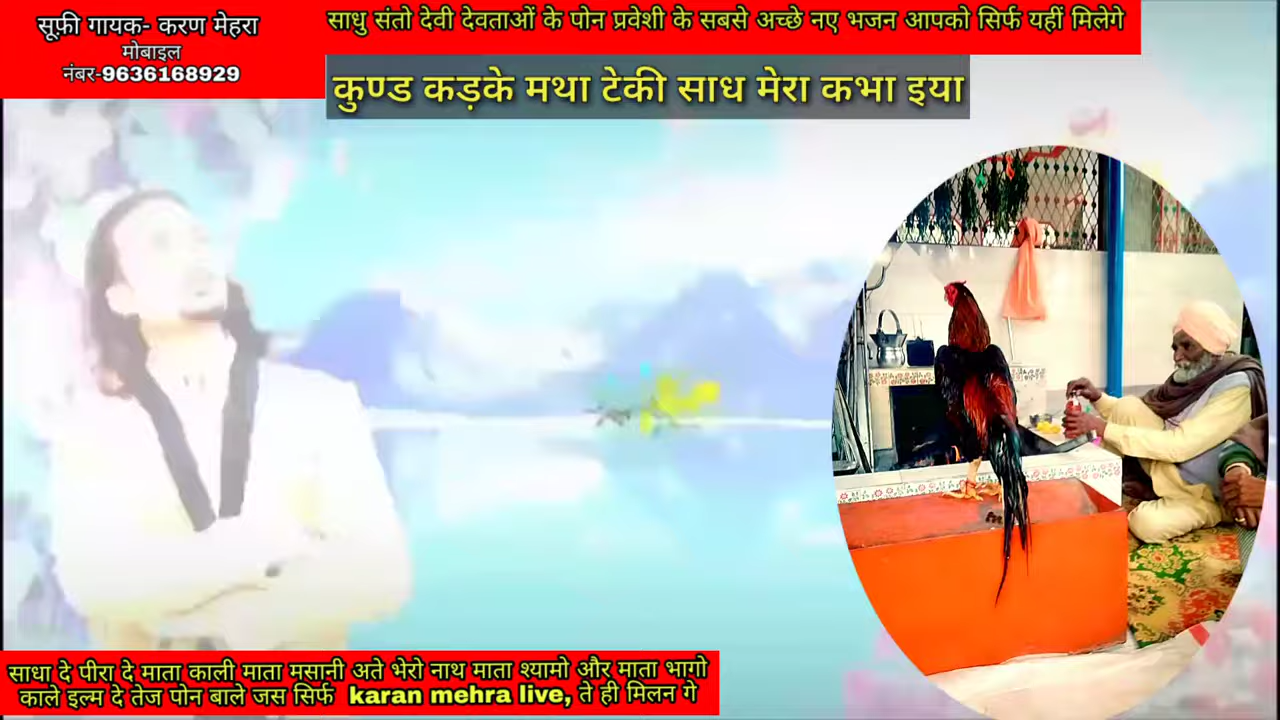 सूफ़ी गायक- करण मेहरा
मोबाइल
नंबर-9636168929
साधु संतो देवी देवताओं के पोन प्रवेशी के सबसे अच्छे नए भजन आपको सिर्फ यहीं मिलेगे
कुण्ड कड़के मथा टेकी साध मेरा कभा इया
साधा दे पीरा दे माता काली माता मसानी अते भेरो नाथ माता श्यामो और माता भागो
काले इल्म दे तेज पोन बाले जस सिर्फ karan mehra live, ते ही मिलन गे